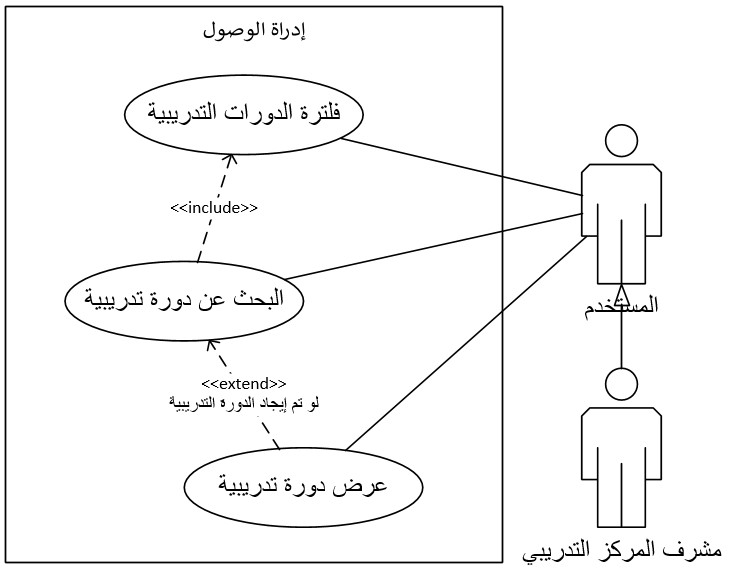 إدراة الوصول
فلترة الدورات التدريبية
<<include>>
البحث عن دورة تدريبية
المستخدم
<<extend>>
لو تم إيجاد الدورة التدريبية
عرض دورة تدريبية
مشرف المركز التدريبي